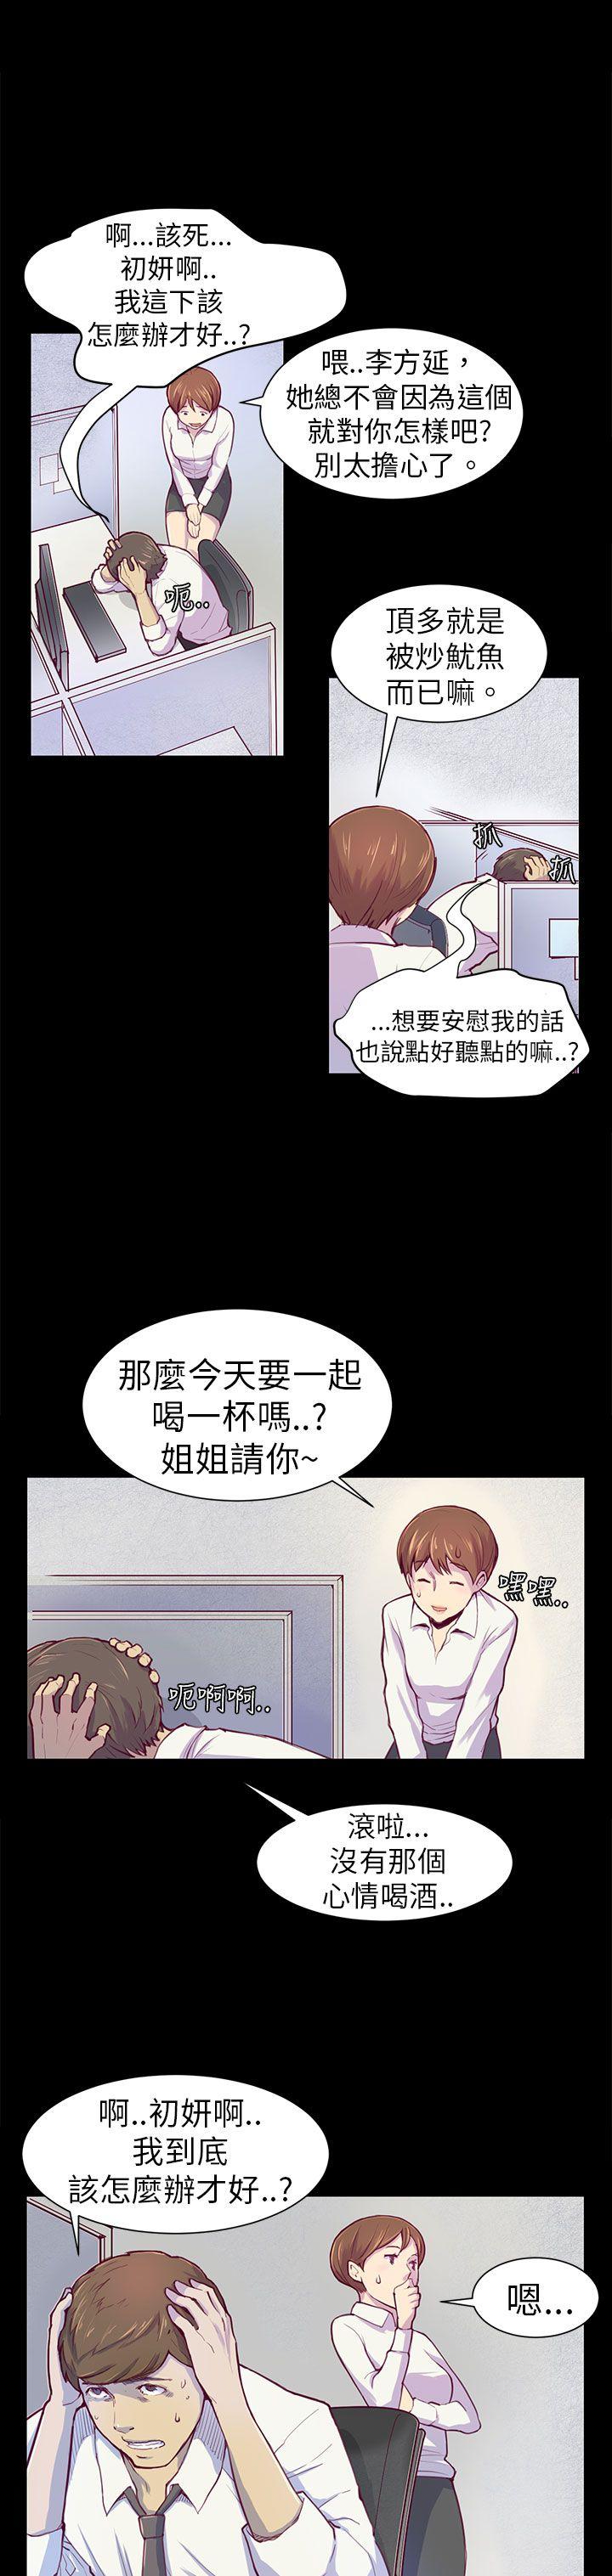 啊...該死...
初妍啊..
我這下該
怎麼辦才好..?
喂..李方延，
她總不會因為這個
就對你怎樣吧?
別太擔心了。
呃..
頂多就是
被炒魷魚
而已嘛。
抓
抓
...想要安慰我的話
也說點好聽點的嘛..?
那麼今天要一起
喝一杯嗎..?
姐姐請你~
嘿嘿..
呃啊啊..
滾啦...
沒有那個
心情喝酒..
啊..初妍啊..
我到底
該怎麼辦才好..?
嗯...